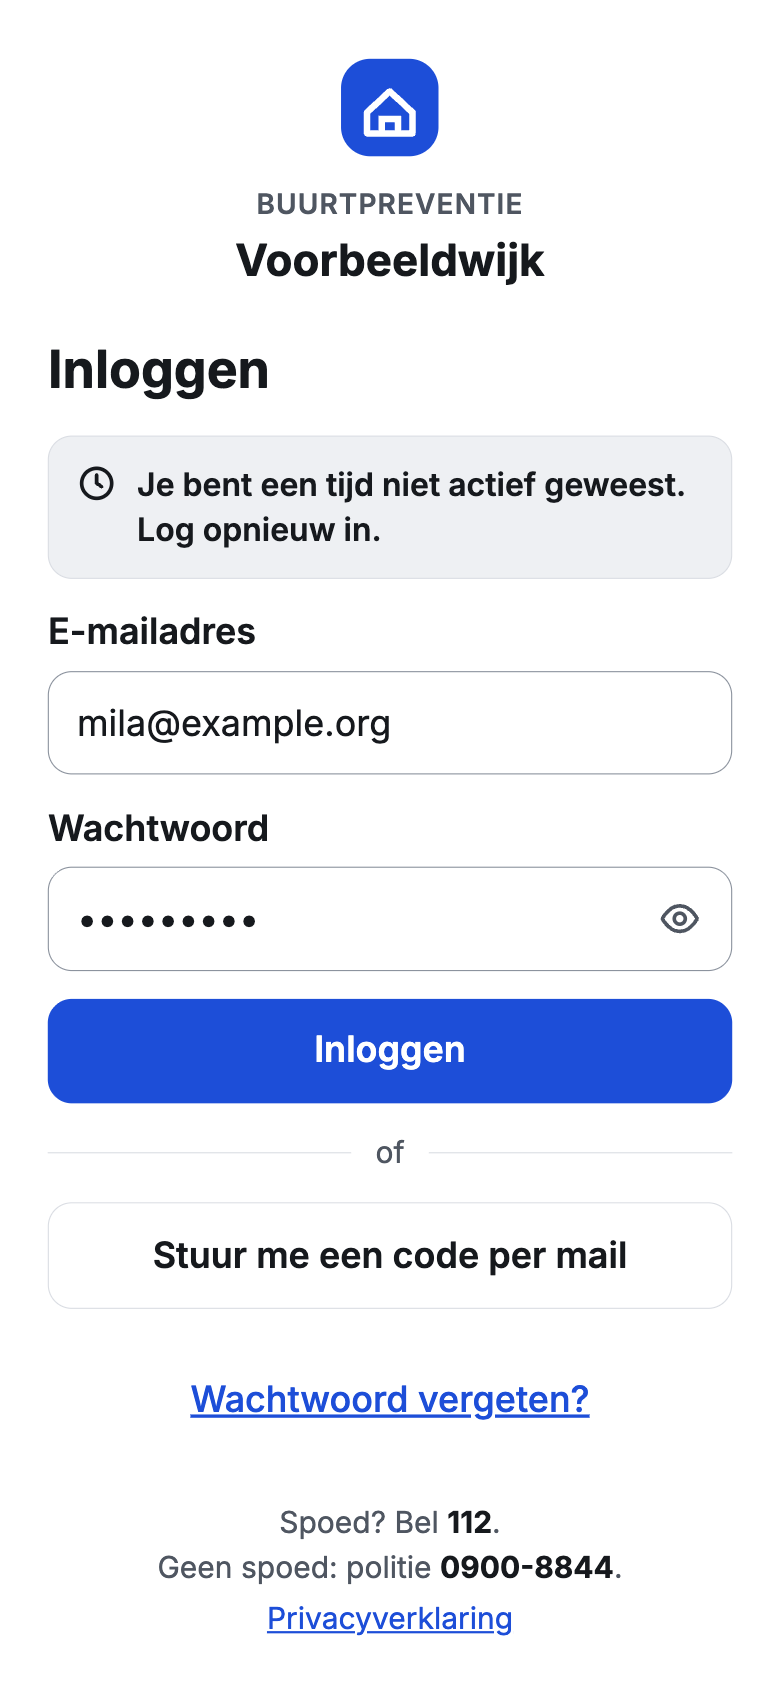 BUURTPREVENTIE
Voorbeeldwijk
Inloggen
Je bent een tijd niet actief geweest.
Log opnieuw in.
E-mailadres
mila@example.org
Wachtwoord
•••••••••
Inloggen
of
Stuur me een code per mail
Wachtwoord vergeten?
Spoed? Bel 112.
Geen spoed: politie 0900-8844.
Privacyverklaring